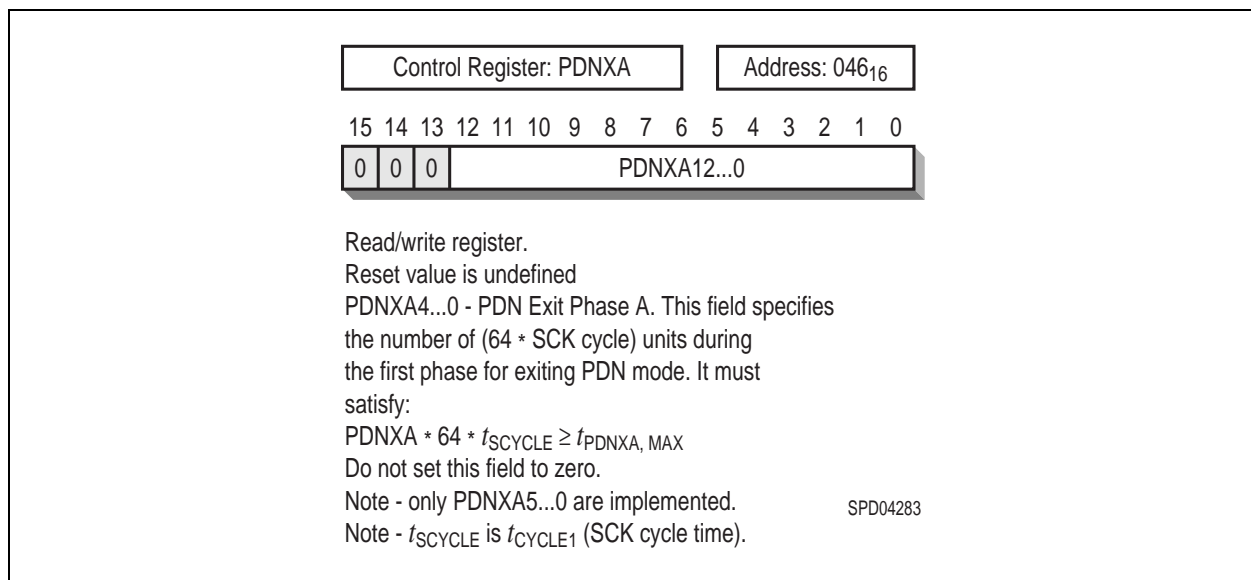 Control Register: PDNXA Address: 046₁₆
15 14 13 12 11 10 9 8 7 6 5 4 3 2 1 0
0 0 0 PDNXA12...0
Read/write register.
Reset value is undefined
PDNXA4...0 - PDN Exit Phase A. This field specifies
the number of (64 * SCK cycle) units during
the first phase for exiting PDN mode. It must
satisfy:
PDNXA * 64 * tSCYCLE ≥ tPDNXA, MAX
Do not set this field to zero.
Note - only PDNXA5...0 are implemented. SPD04283
Note - tSCYCLE is tCYCLE1 (SCK cycle time).